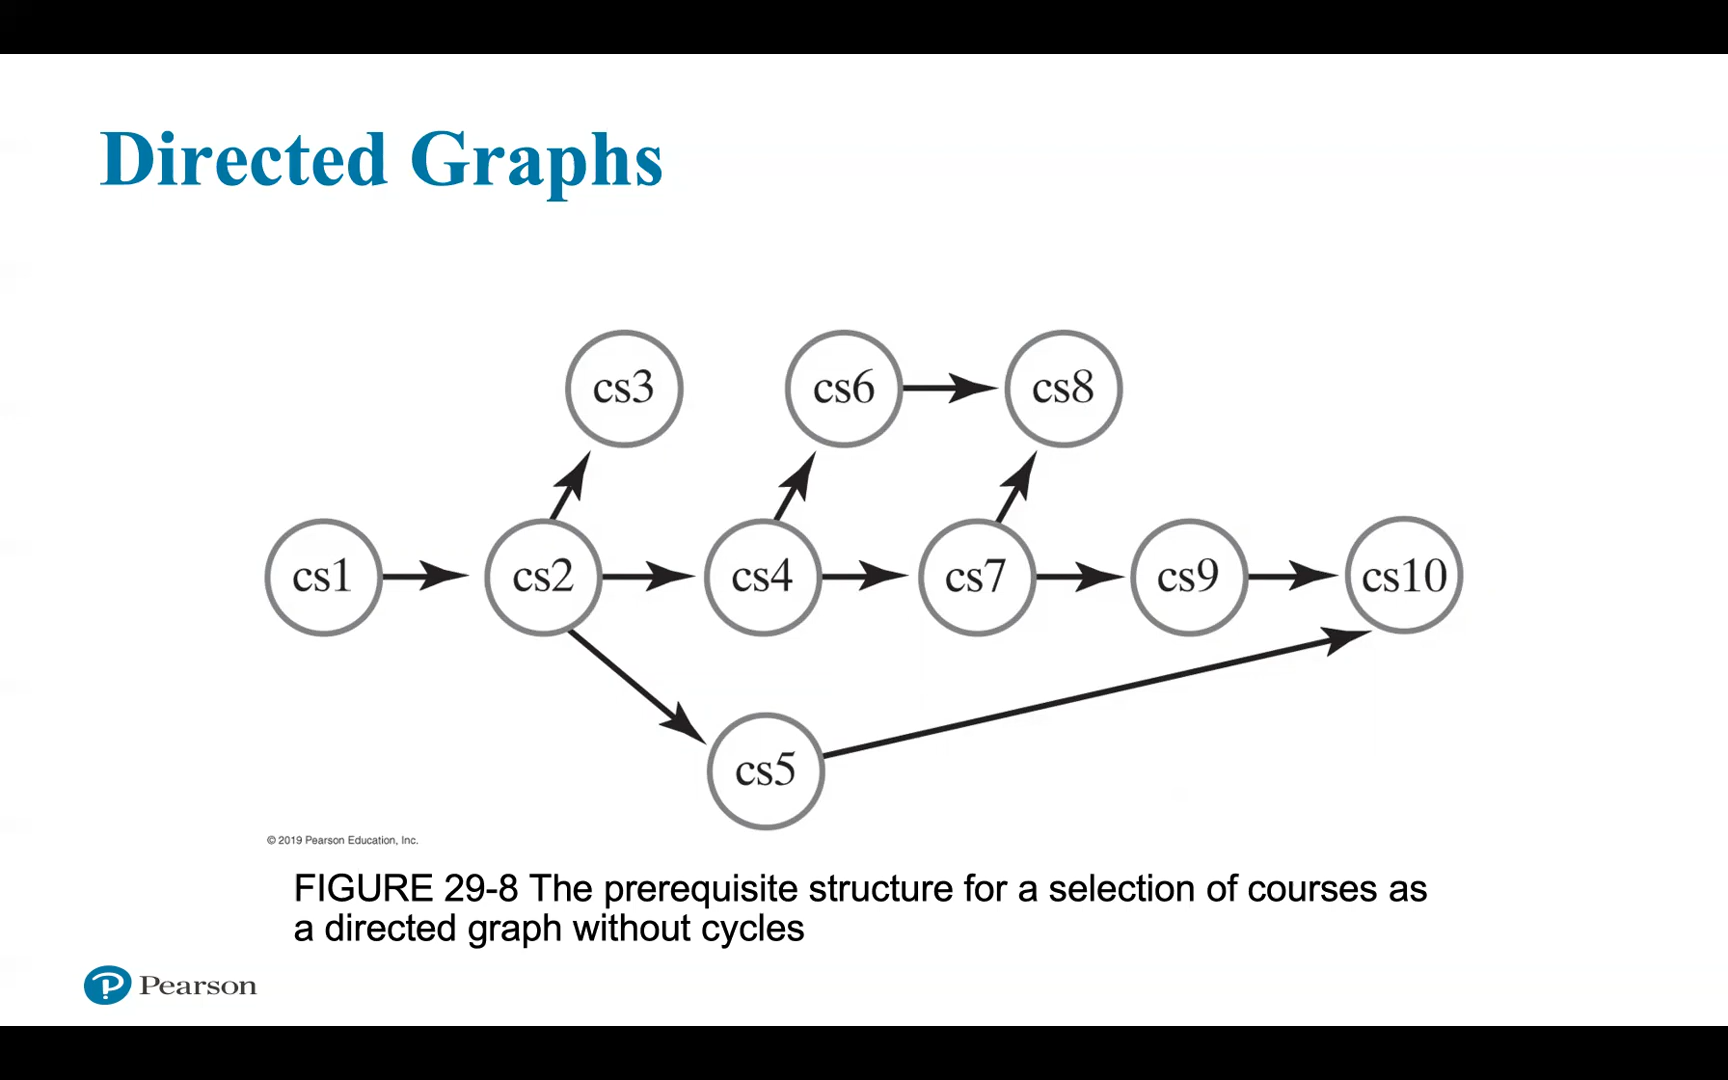 Directed Graphs
cs3
cs6
cs8
cs1
cs2
cs4
cs7
cs9
cs10
cs5
© 2019 Pearson Education, Inc.
FIGURE 29-8 The prerequisite structure for a selection of courses as
a directed graph without cycles
Pearson